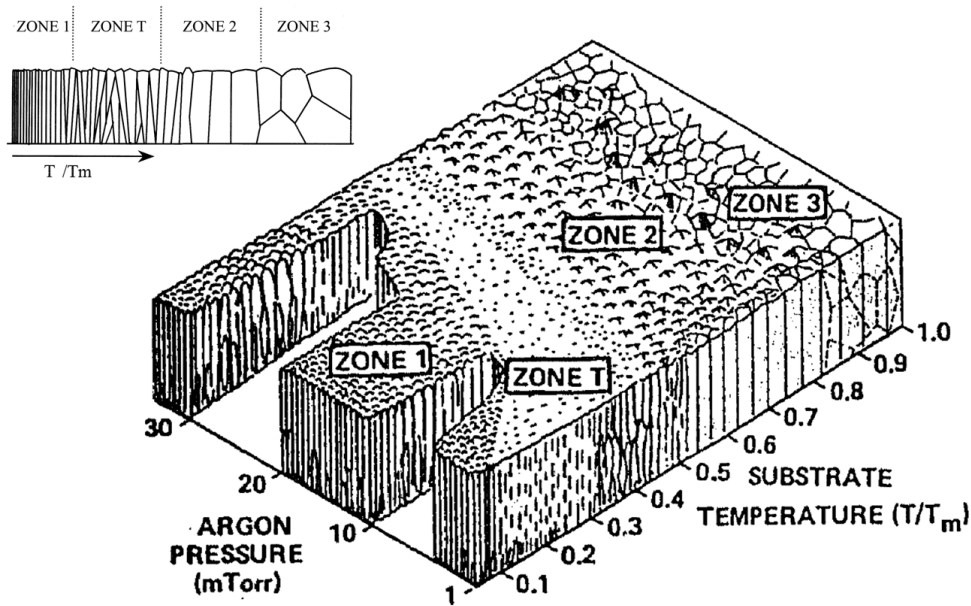 ZONE 1 ZONE T ZONE 2 ZONE 3
T /Tm
ZONE 3
ZONE 2
ZONE 1
ZONE T
30
20
10
1
ARGON
PRESSURE
(mTorr)
0.1
0.2
0.3
0.4
0.5
0.6
0.7
0.8
0.9
1.0
SUBSTRATE
TEMPERATURE (T/Tm)